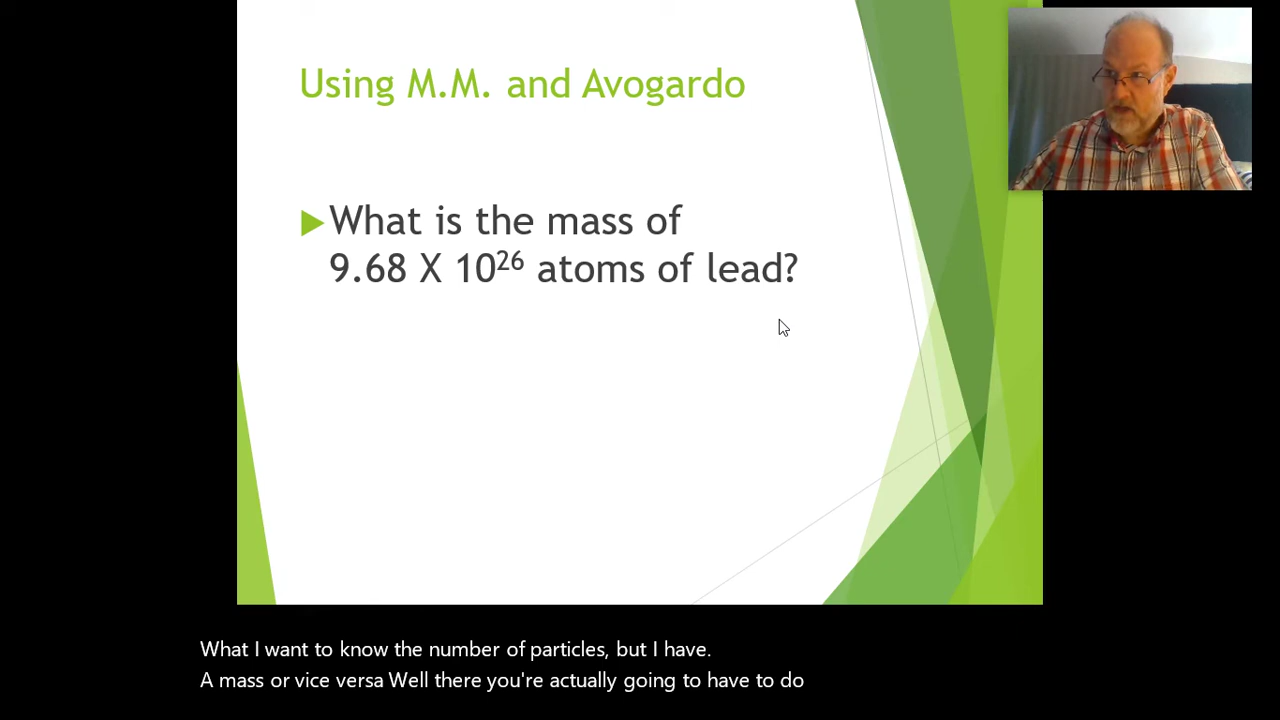 Using M.M. and Avogardo
What is the mass of
9.68 X 10²⁶ atoms of lead?
What I want to know the number of particles, but I have.
A mass or vice versa Well there you're actually going to have to do